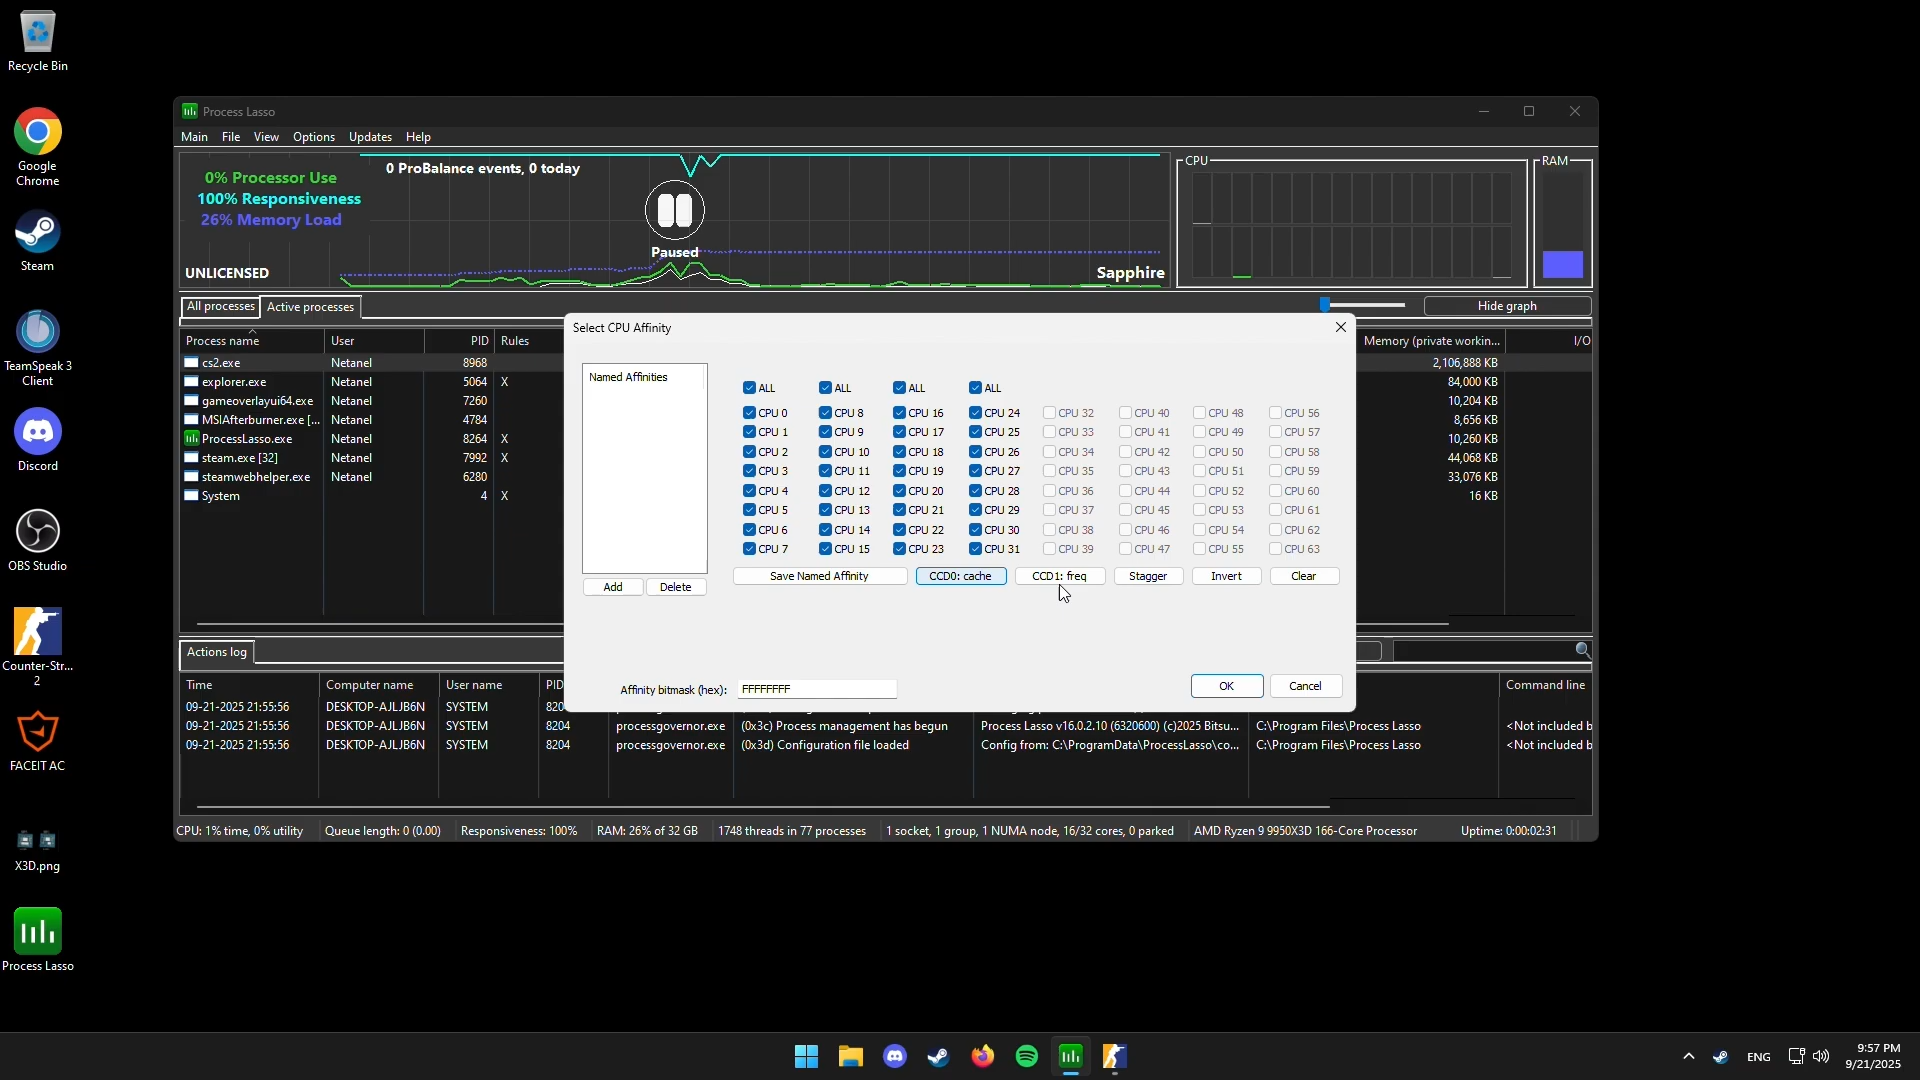 Recycle Bin
Google
Chrome
Steam
TeamSpeak 3
Client
Discord
OBS Studio
Counter-Str...
2
FACEIT AC
X3D.png
Process Lasso
Process Lasso
Main File View Options Updates Help
0% Processor Use
100% Responsiveness
26% Memory Load
UNLICENSED
0 ProBalance events, 0 today
Paused
Sapphire
CPU
RAM
All processes Active processes
Hide graph
Process name User PID Rules Memory (private workin... I/O
cs2.exe Netanel 8968 2,106,888 KB
explorer.exe Netanel 5064 X 84,000 KB
gameoverlayui64.exe Netanel 7260 10,204 KB
MSIAfterburner.exe [... Netanel 4784 8,656 KB
ProcessLasso.exe Netanel 8264 X 10,260 KB
steam.exe [32] Netanel 7992 X 44,068 KB
steamwebhelper.exe Netanel 6280 33,076 KB
System 4 X 16 KB
Select CPU Affinity
Named Affinities
ALL ALL ALL ALL
CPU 0 CPU 8 CPU 16 CPU 24 CPU 32 CPU 40 CPU 48 CPU 56
CPU 1 CPU 9 CPU 17 CPU 25 CPU 33 CPU 41 CPU 49 CPU 57
CPU 2 CPU 10 CPU 18 CPU 26 CPU 34 CPU 42 CPU 50 CPU 58
CPU 3 CPU 11 CPU 19 CPU 27 CPU 35 CPU 43 CPU 51 CPU 59
CPU 4 CPU 12 CPU 20 CPU 28 CPU 36 CPU 44 CPU 52 CPU 60
CPU 5 CPU 13 CPU 21 CPU 29 CPU 37 CPU 45 CPU 53 CPU 61
CPU 6 CPU 14 CPU 22 CPU 30 CPU 38 CPU 46 CPU 54 CPU 62
CPU 7 CPU 15 CPU 23 CPU 31 CPU 39 CPU 47 CPU 55 CPU 63
Add Delete
Save Named Affinity CCD0: cache CCD1: freq Stagger Invert Clear
Affinity bitmask (hex): FFFFFFFF
OK Cancel
Actions log
Time Computer name User name PID Command line
09-21-2025 21:55:56 DESKTOP-AJLJB6N SYSTEM 820
09-21-2025 21:55:56 DESKTOP-AJLJB6N SYSTEM 8204 processgovernor.exe (0x3c) Process management has begun Process Lasso v16.0.2.10 (6320600) (c)2025 Bitsu... C:\Program Files\Process Lasso <Not included b
09-21-2025 21:55:56 DESKTOP-AJLJB6N SYSTEM 8204 processgovernor.exe (0x3d) Configuration file loaded Config from: C:\ProgramData\ProcessLasso\co... C:\Program Files\Process Lasso <Not included b
CPU: 1% time, 0% utility Queue length: 0 (0.00) Responsiveness: 100% RAM: 26% of 32 GB 1748 threads in 77 processes 1 socket, 1 group, 1 NUMA node, 16/32 cores, 0 parked AMD Ryzen 9 9950X3D 166-Core Processor Uptime: 0:00:02:31
ENG
9:57 PM
9/21/2025